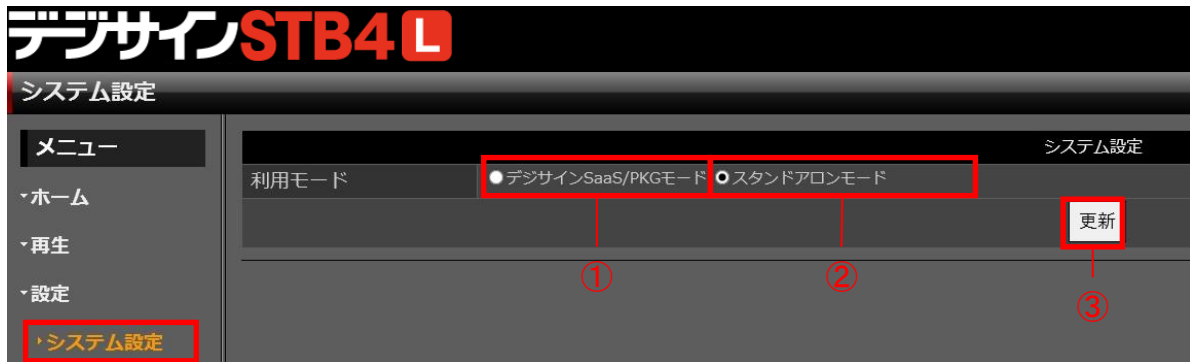 デジサインSTB4 L
システム設定
メニュー
ホーム
再生
設定
システム設定
システム設定
利用モード
デジサインSaaS/PKGモード スタンドアロンモード
更新
① ② ③